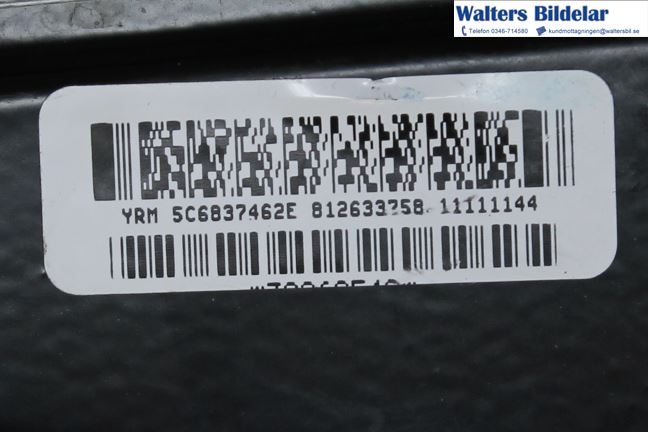 Walters Bildelar
Telefon 0346-714580 kundmottagningen@waltersbil.se
YRM 5C6837462E 812633758 11111144